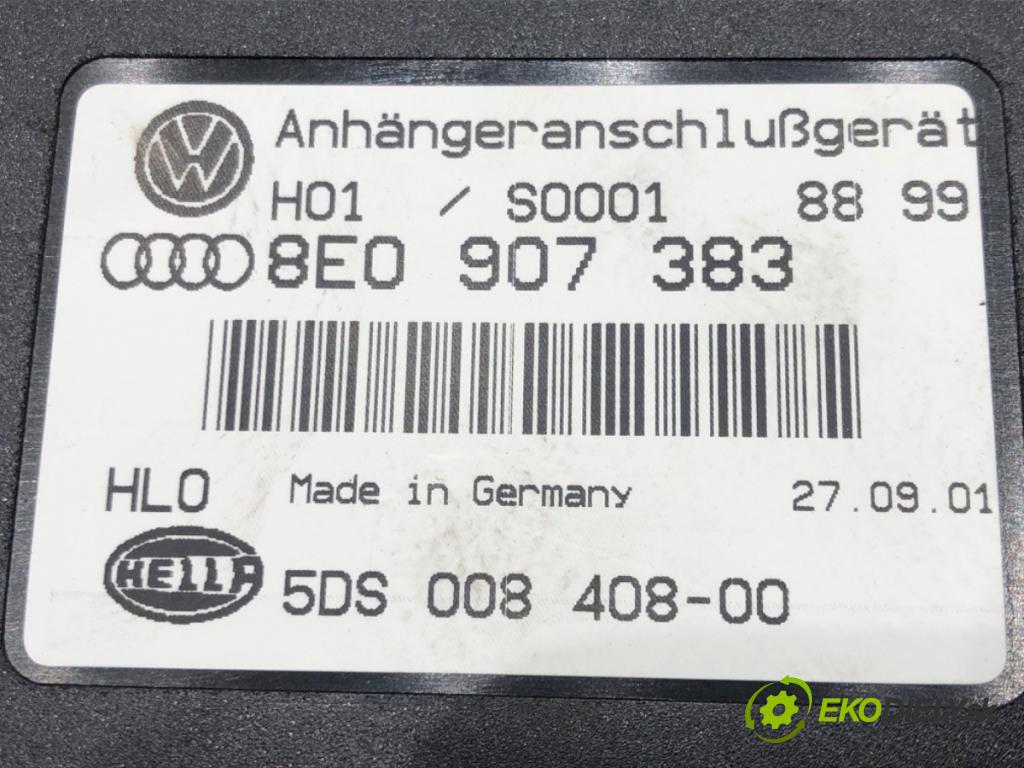 Anhängeranschlußgerät
H01 / S0001 88 99
8E0 907 383
HLO Made in Germany 27.09.01
HELLA 5DS 008 408-00
EKO